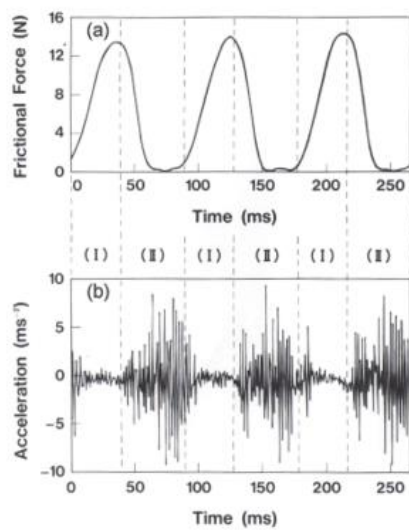 (a)
Frictional Force (N)
16
12
8
4
0
0 50 100 150 200 250
Time (ms)
(I) (II) (I) (II) (I) (II)
(b)
Acceleration (ms⁻¹)
10
5
0
−5
−10
0 50 100 150 200 250
Time (ms)